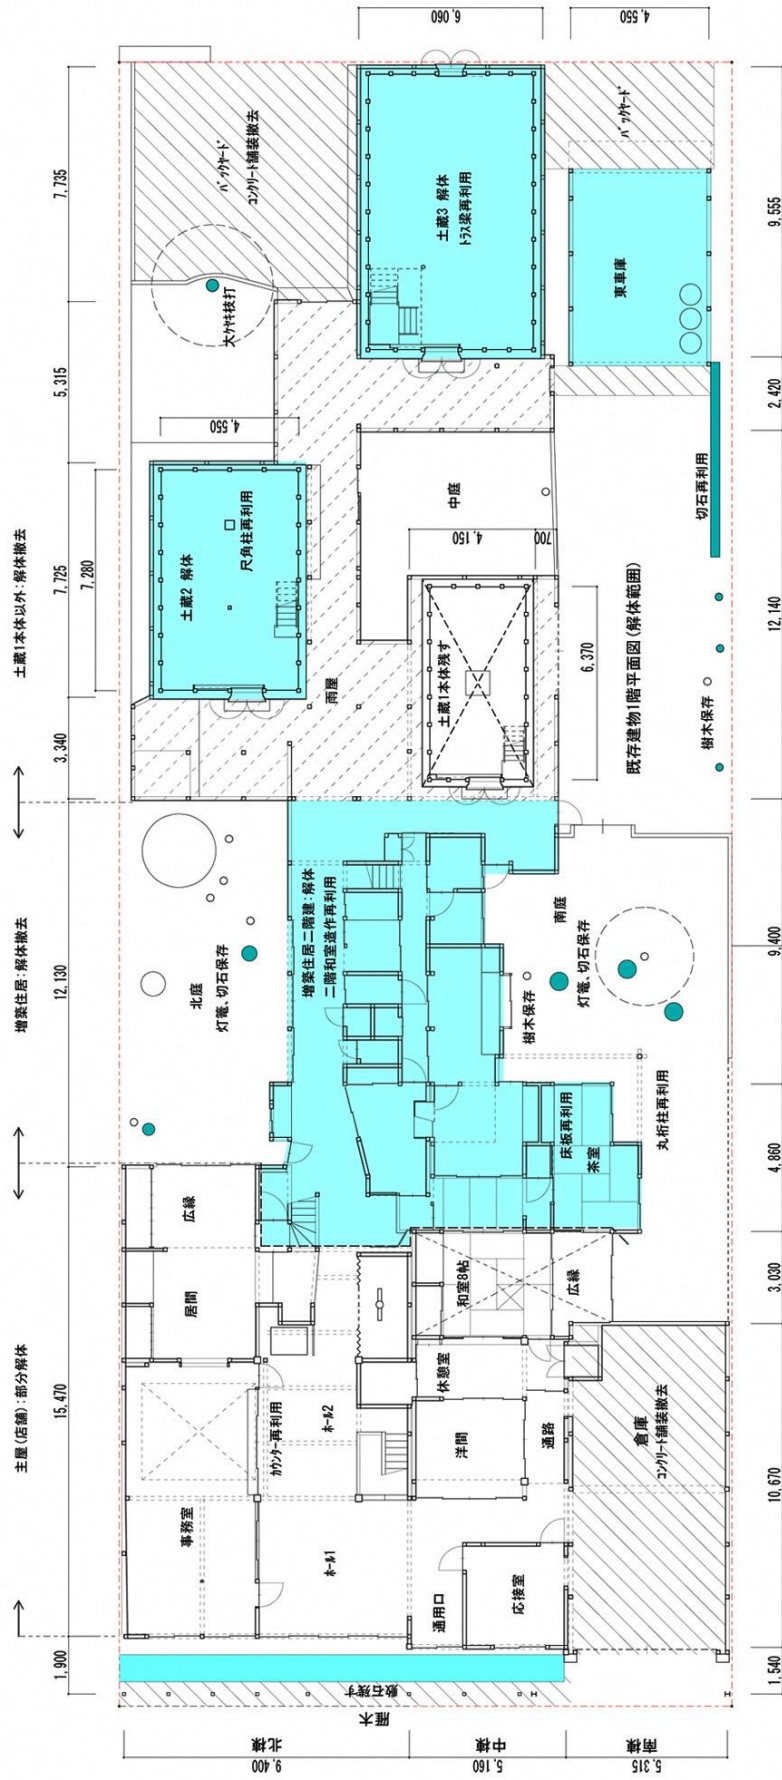 主屋(店舗):部分解体
増築住居:解体撤去
土蔵1本体以外:解体撤去
1,900
15,470
12,130
3,340
7,725
5,315
7,735
7,280
4,550
6,060
4,550
北棟
9,400
中棟
5,160
南棟
5,315
雁木
敷石残す
事務室
居間
広縁
北庭
灯篭、切石保存
土蔵2 解体
尺角柱再利用
大ケヤキ枝打
バックヤード
コンクリート舗装撤去
ホール1
カウンター再利用
ホール2
増築住居二階建:解体
二階和室造作再利用
雨屋
中庭
4,150
700
土蔵3 解体
トラス梁再利用
通用口
応接室
洋間
休憩室
通路
和室8帖
広縁
床板再利用
茶室
丸桁柱再利用
樹木保存
南庭
灯篭、切石保存
土蔵1本体残す
6,370
既存建物1階平面図(解体範囲)
樹木保存
切石再利用
東車庫
バックヤード
倉庫
コンクリート舗装撤去
1,540
10,670
3,030
4,860
9,400
12,140
2,420
9,555